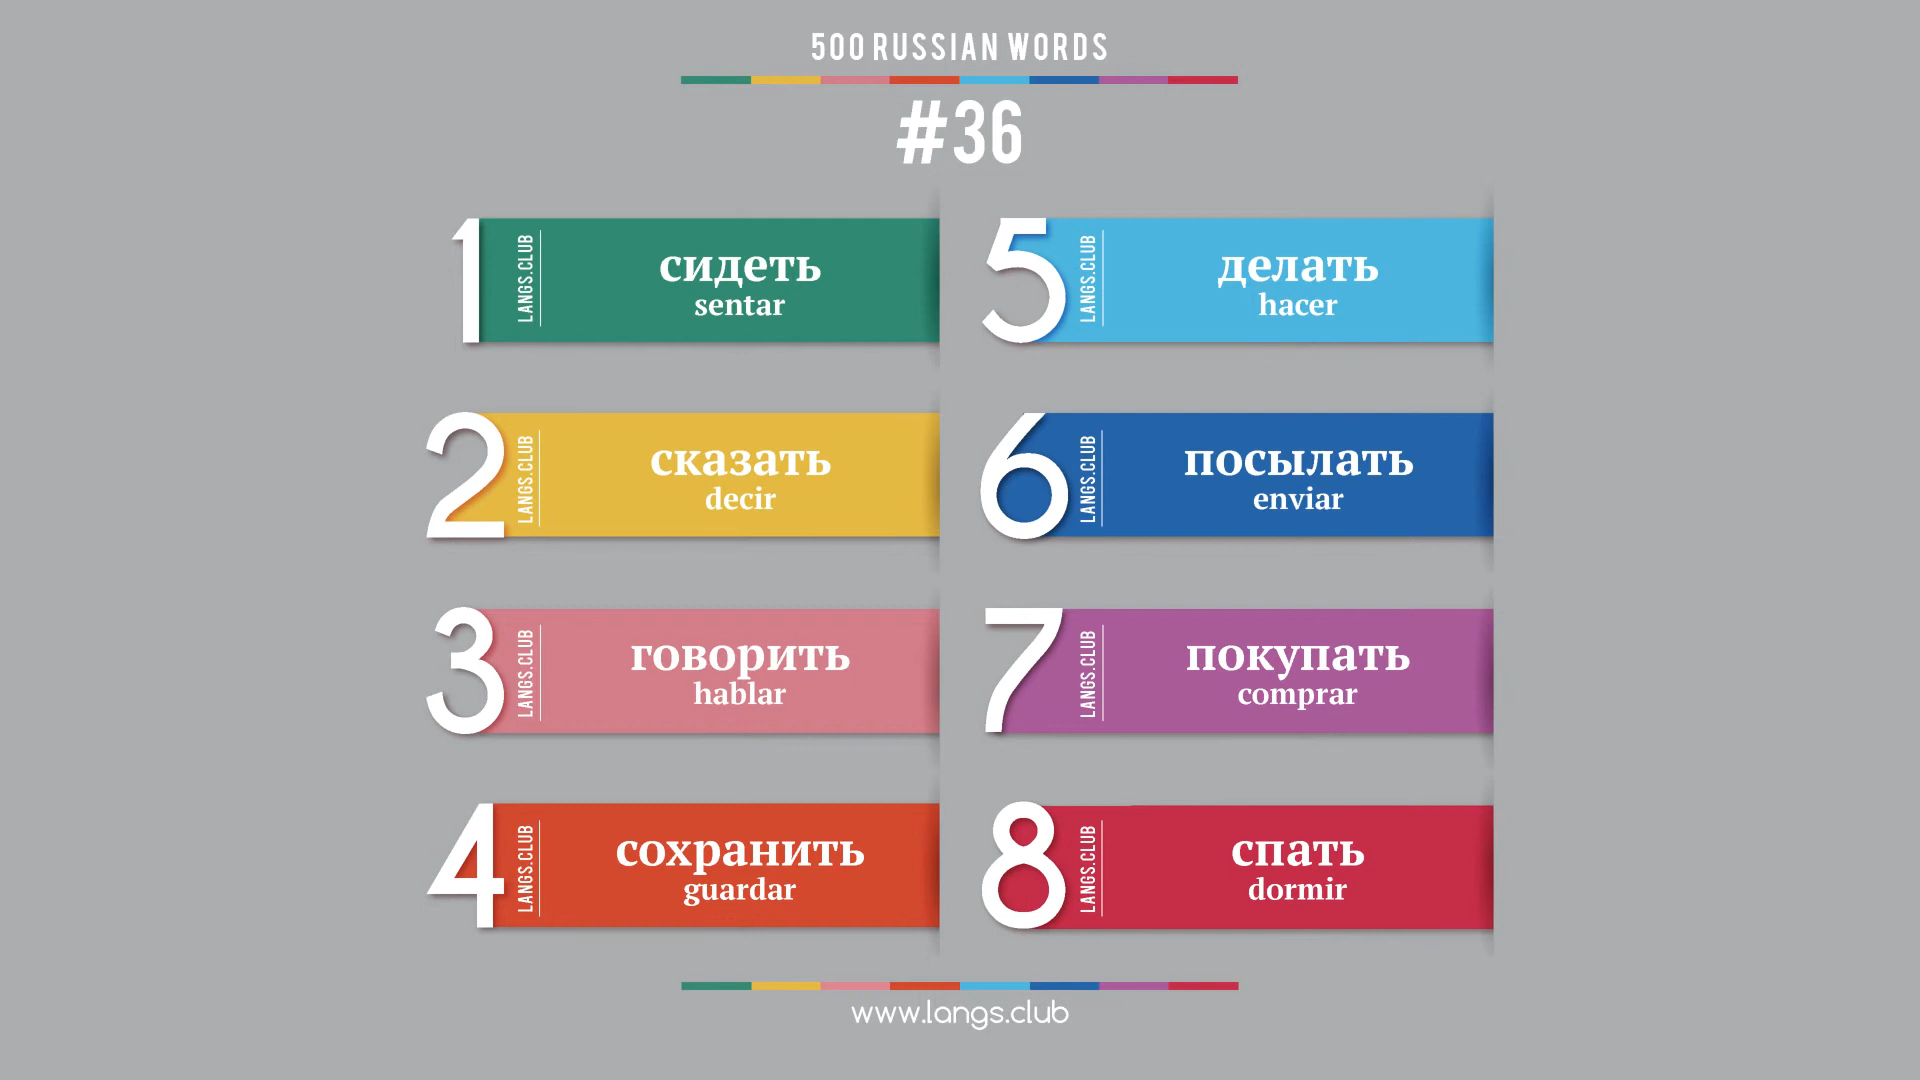 500 RUSSIAN WORDS
#36
1
LANGS.CLUB
сидеть
sentar
2
LANGS.CLUB
сказать
decir
3
LANGS.CLUB
говорить
hablar
4
LANGS.CLUB
сохранить
guardar
5
LANGS.CLUB
делать
hacer
6
LANGS.CLUB
посылать
enviar
7
LANGS.CLUB
покупать
comprar
8
LANGS.CLUB
спать
dormir
www.langs.club